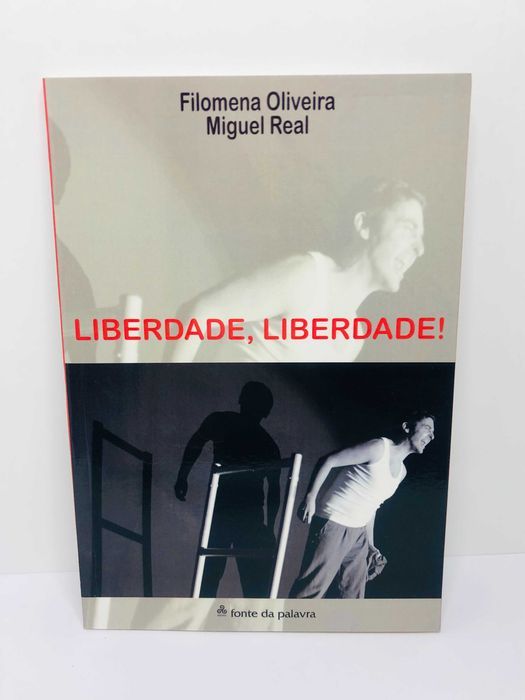 Filomena Oliveira
Miguel Real
LIBERDADE, LIBERDADE!
fonte da palavra